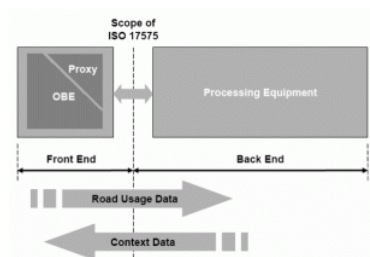 Scope of
ISO 17575
Proxy
OBE
Processing Equipment
Front End
Back End
Road Usage Data
Context Data